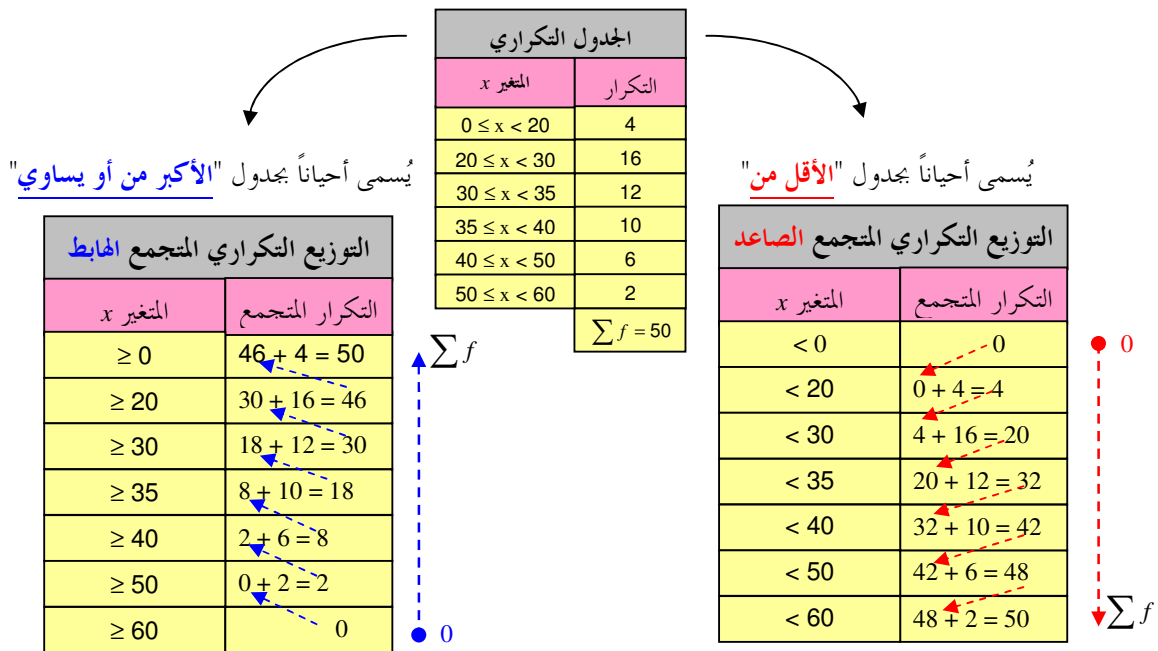 الجدول التكراري
المتغير x التكرار
0 ≤ x < 20 4
20 ≤ x < 30 16
30 ≤ x < 35 12
35 ≤ x < 40 10
40 ≤ x < 50 6
50 ≤ x < 60 2
∑ f = 50
يُسمى أحياناً بجدول "الأقل من"
التوزيع التكراري المتجمع الصاعد
المتغير x التكرار المتجمع
< 0 0
< 20 0 + 4 = 4
< 30 4 + 16 = 20
< 35 20 + 12 = 32
< 40 32 + 10 = 42
< 50 42 + 6 = 48
< 60 48 + 2 = 50
0
∑ f
يُسمى أحياناً بجدول "الأكبر من أو يساوي"
التوزيع التكراري المتجمع الهابط
المتغير x التكرار المتجمع
≥ 0 46 + 4 = 50
≥ 20 30 + 16 = 46
≥ 30 18 + 12 = 30
≥ 35 8 + 10 = 18
≥ 40 2 + 6 = 8
≥ 50 0 + 2 = 2
≥ 60 0
∑ f
0